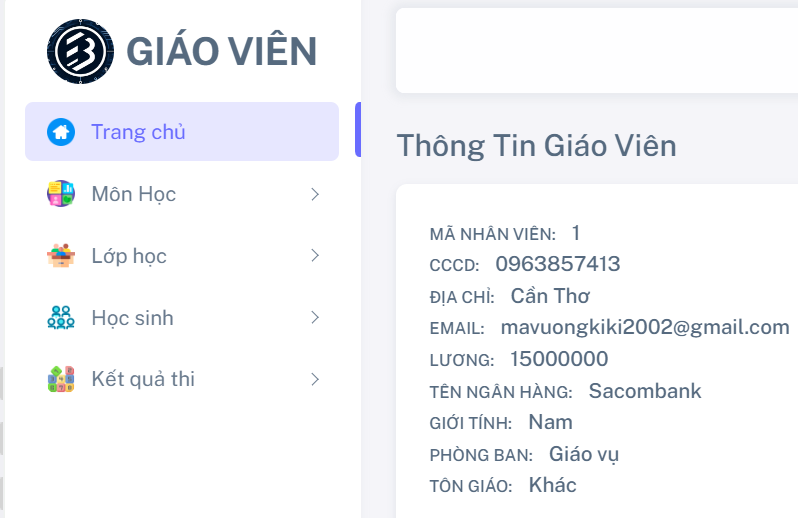 GIÁO VIÊN
Trang chủ
Môn Học
Lớp học
Học sinh
Kết quả thi
Thông Tin Giáo Viên
MÃ NHÂN VIÊN: 1
CCCD: 0963857413
ĐỊA CHỈ: Cần Thơ
EMAIL: mavuongkiki2002@gmail.com
LƯƠNG: 15000000
TÊN NGÂN HÀNG: Sacombank
GIỚI TÍNH: Nam
PHÒNG BAN: Giáo vụ
TÔN GIÁO: Khác